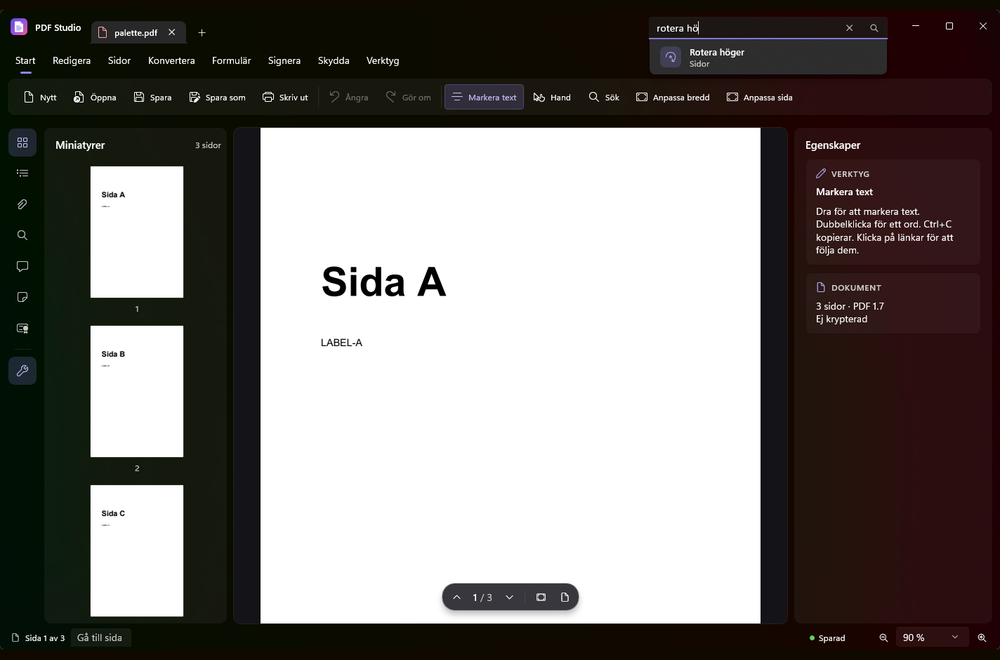 PDF Studio
palette.pdf
rotera hö
Rotera höger
Sidor
Start Redigera Sidor Konvertera Formulär Signera Skydda Verktyg
Nytt Öppna Spara Spara som Skriv ut Ångra Gör om Markera text Hand Sök Anpassa bredd Anpassa sida
Miniatyrer 3 sidor
Sida A
1
Sida B
2
Sida C
Sida A
LABEL-A
1 / 3
Egenskaper
VERKTYG
Markera text
Dra för att markera text.
Dubbelklicka för ett ord. Ctrl+C
kopierar. Klicka på länkar för att
följa dem.
DOKUMENT
3 sidor · PDF 1.7
Ej krypterad
Sida 1 av 3 Gå till sida
Sparad 90 %